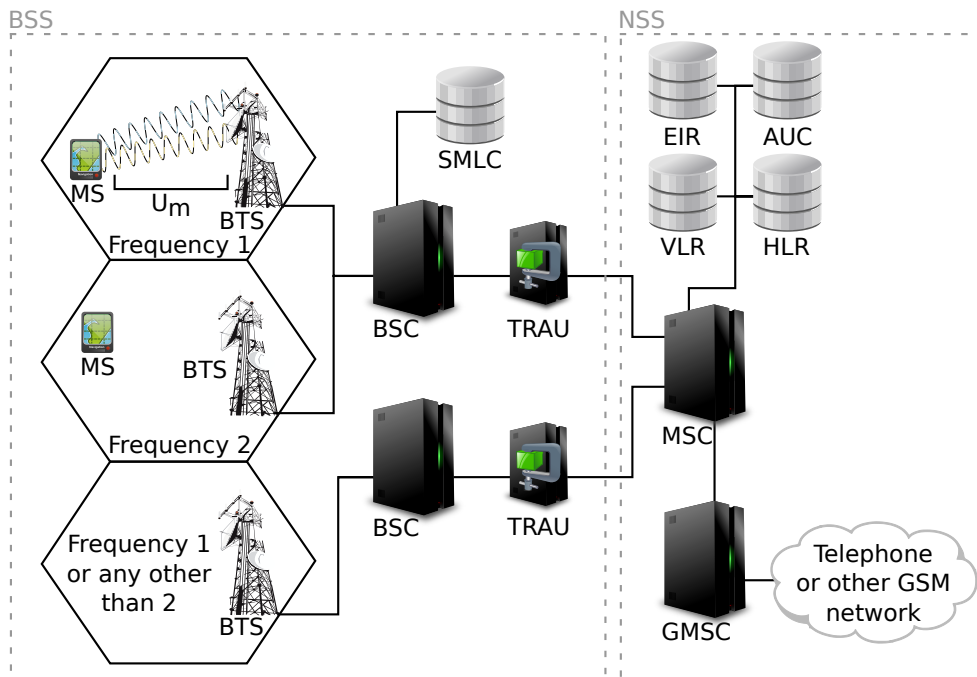 BSS
NSS
EIR
AUC
SMLC
MS
Um
BTS
VLR
HLR
Frequency 1
BSC
TRAU
MS
BTS
MSC
Frequency 2
BSC
TRAU
Frequency 1
or any other
than 2
BTS
GMSC
Telephone
or other GSM
network